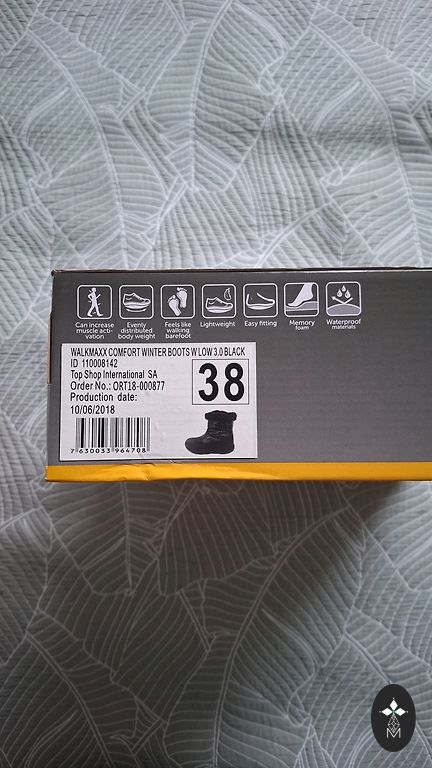 Can increase
muscle acti-
vation
Evenly
distributed
body weight
Feels like
walking
barefoot
Lightweight
Easy fitting
Memory
foam
Waterproof
materials
WALKMAXX COMFORT WINTER BOOTS W LOW 3.0 BLACK
ID 110008142
Top Shop International SA
Order No.: ORT18-000877
Production date:
10/06/2018
38
7 630033 964708